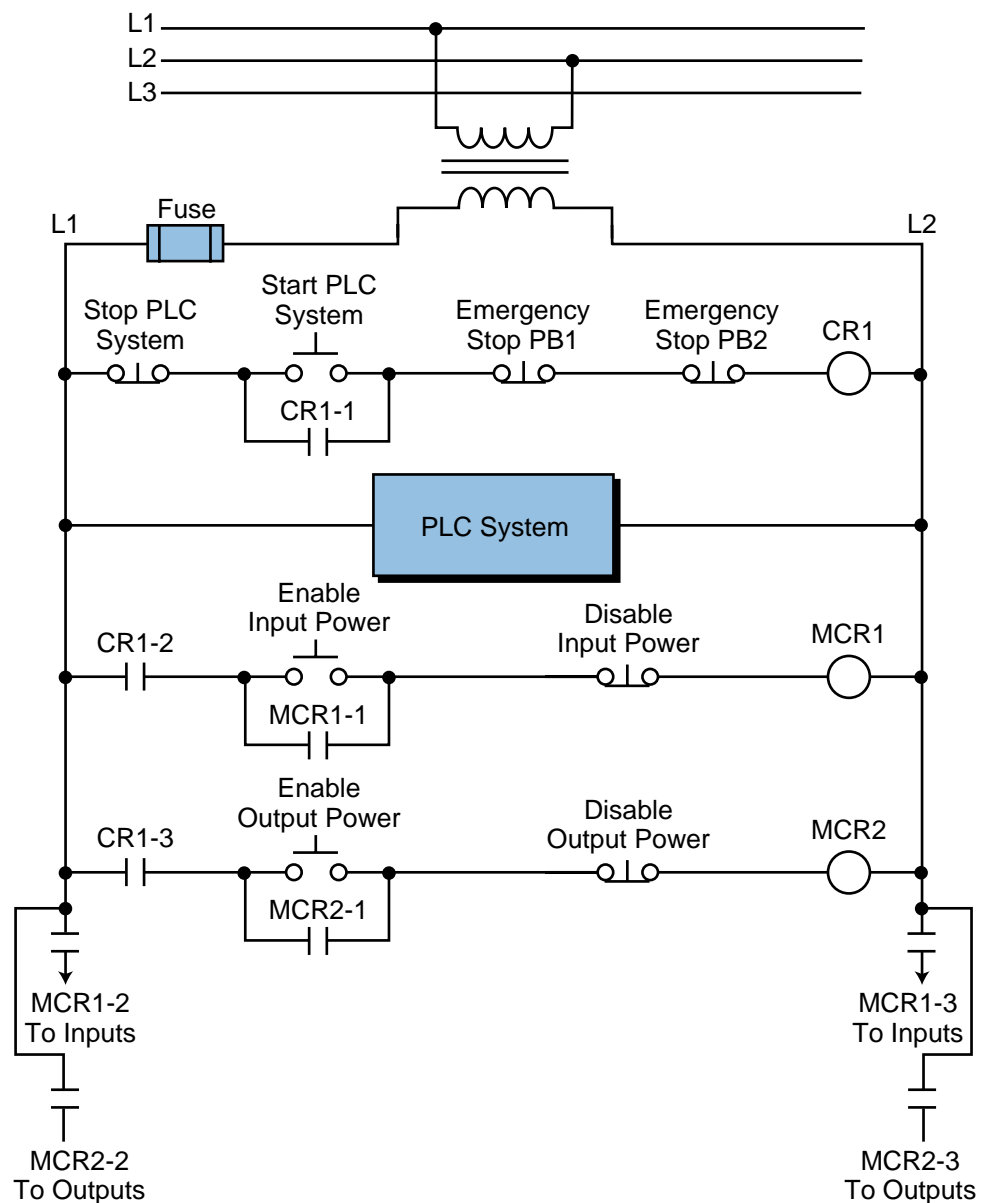 L1
L2
L3
L1
Fuse
L2
Stop PLC
System
Start PLC
System
Emergency
Stop PB1
Emergency
Stop PB2
CR1
CR1-1
PLC System
CR1-2
Enable
Input Power
Disable
Input Power
MCR1
MCR1-1
CR1-3
Enable
Output Power
Disable
Output Power
MCR2
MCR2-1
MCR1-2
To Inputs
MCR1-3
To Inputs
MCR2-2
To Outputs
MCR2-3
To Outputs